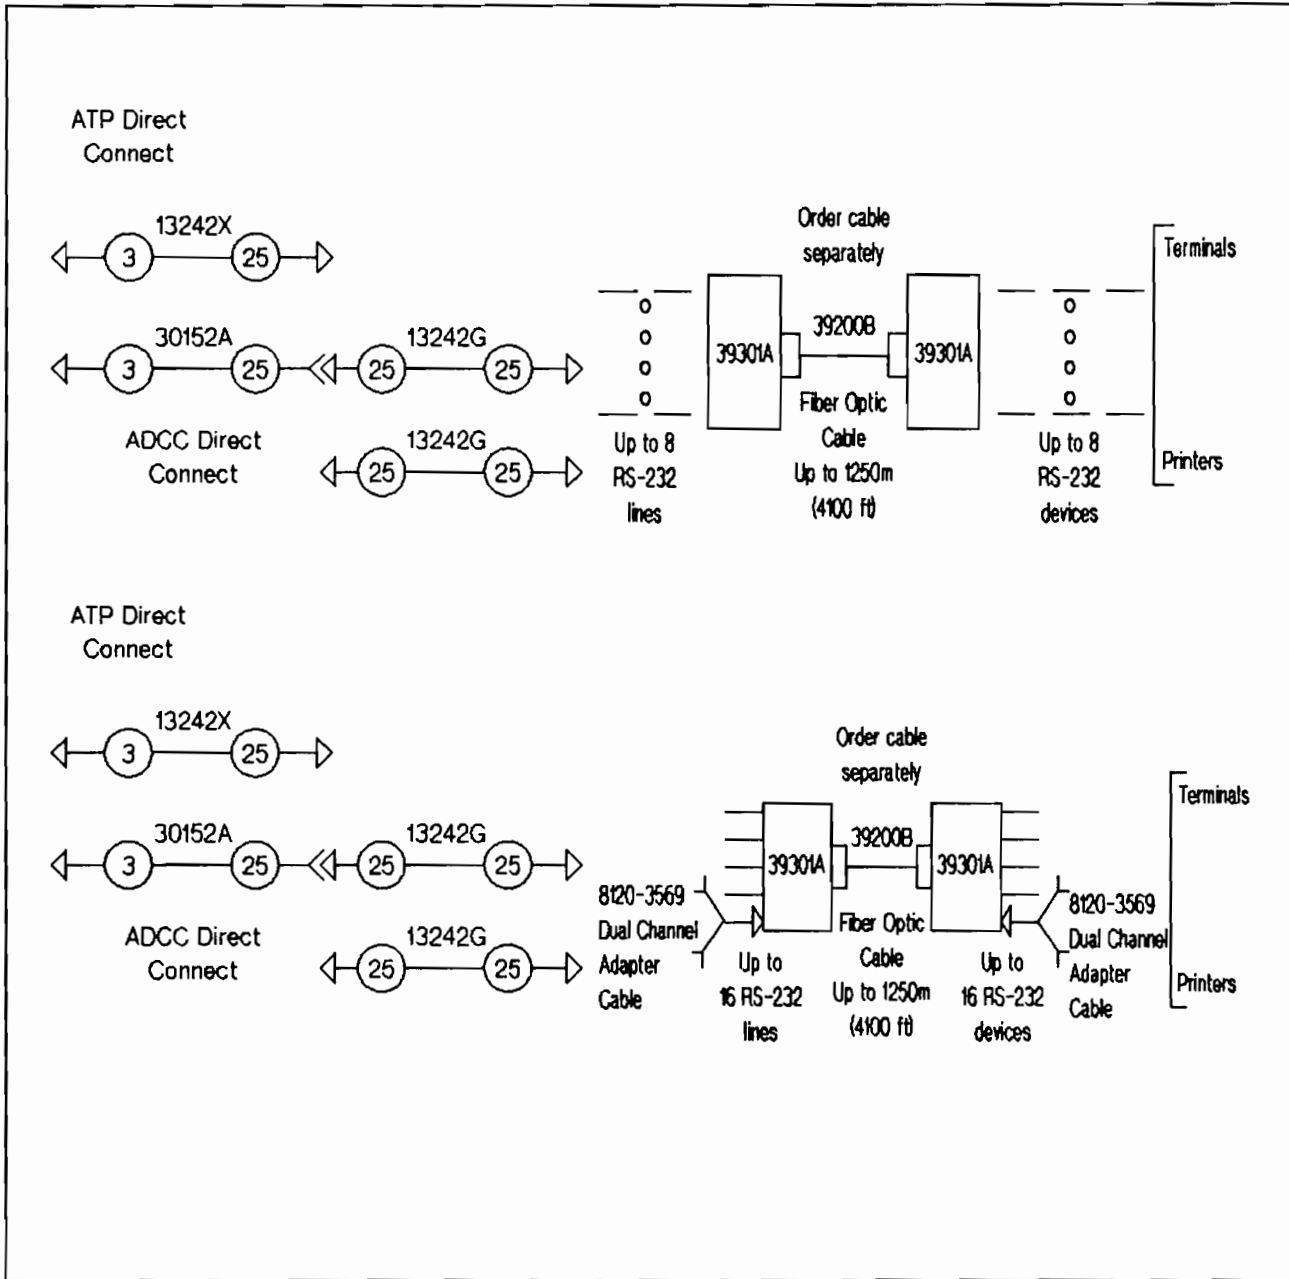 ATP Direct
Connect
13242X
3
25
30152A
3
25
13242G
25
25
ADCC Direct
Connect
13242G
25
25
Up to 8
RS-232
lines
Order cable
separately
39301A
39200B
39301A
Fiber Optic
Cable
Up to 1250m
(4100 ft)
Up to 8
RS-232
devices
Terminals
Printers
ATP Direct
Connect
13242X
3
25
30152A
3
25
13242G
25
25
ADCC Direct
Connect
13242G
25
25
8120-3569
Dual Channel
Adapter
Cable
Up to
16 RS-232
lines
Order cable
separately
39301A
39200B
39301A
Fiber Optic
Cable
Up to 1250m
(4100 ft)
Up to
16 RS-232
devices
8120-3569
Dual Channel
Adapter
Cable
Terminals
Printers